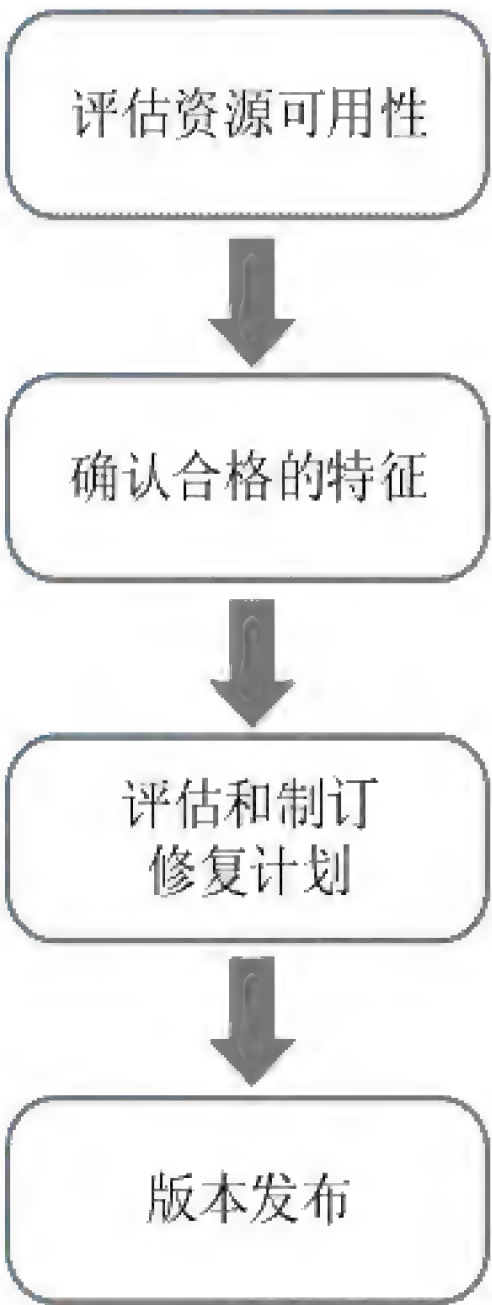 评估资源可用性
确认合格的特征
评估和制订
修复计划
版本发布